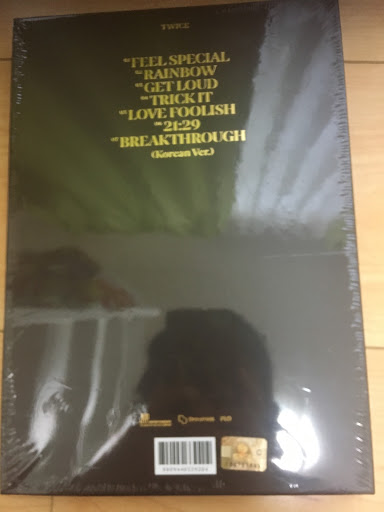 TWICE
01 FEEL SPECIAL
02 RAINBOW
03 GET LOUD
04 TRICK IT
05 LOVE FOOLISH
06 21:29
07 BREAKTHROUGH
(Korean Ver.)